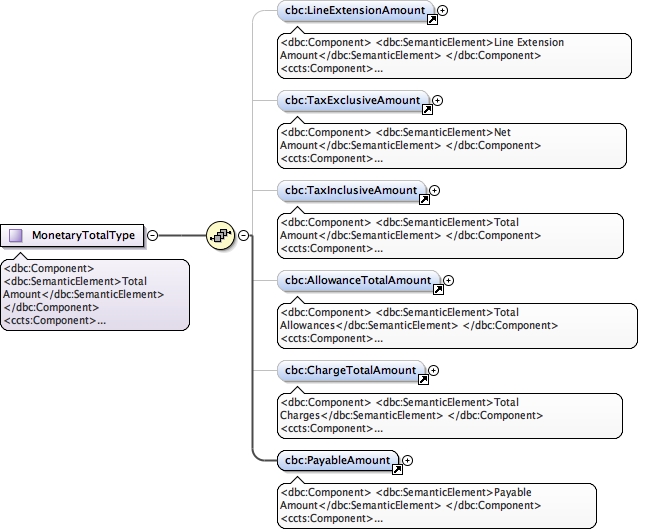 cbc:LineExtensionAmount
<dbc:Component> <dbc:SemanticElement>Line Extension
Amount</dbc:SemanticElement> </dbc:Component>
<ccts:Component>...
cbc:TaxExclusiveAmount
<dbc:Component> <dbc:SemanticElement>Net
Amount</dbc:SemanticElement> </dbc:Component>
<ccts:Component>...
cbc:TaxInclusiveAmount
<dbc:Component> <dbc:SemanticElement>Total
Amount</dbc:SemanticElement> </dbc:Component>
<ccts:Component>...
MonetaryTotalType
<dbc:Component>
<dbc:SemanticElement>Total
Amount</dbc:SemanticElement>
</dbc:Component>
<ccts:Component>...
cbc:AllowanceTotalAmount
<dbc:Component> <dbc:SemanticElement>Total
Allowances</dbc:SemanticElement> </dbc:Component>
<ccts:Component>...
cbc:ChargeTotalAmount
<dbc:Component> <dbc:SemanticElement>Total
Charges</dbc:SemanticElement> </dbc:Component>
<ccts:Component>...
cbc:PayableAmount
<dbc:Component> <dbc:SemanticElement>Payable
Amount</dbc:SemanticElement> </dbc:Component>
<ccts:Component>...